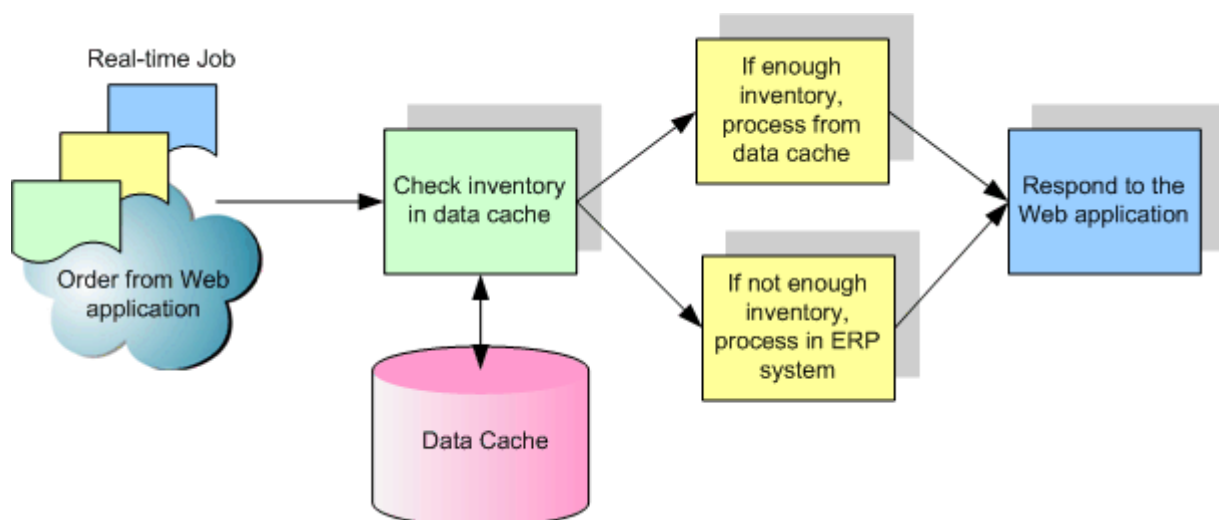 Real-time Job
Order from Web
application
Check inventory
in data cache
Data Cache
If enough
inventory,
process from
data cache
If not enough
inventory,
process in ERP
system
Respond to the
Web application